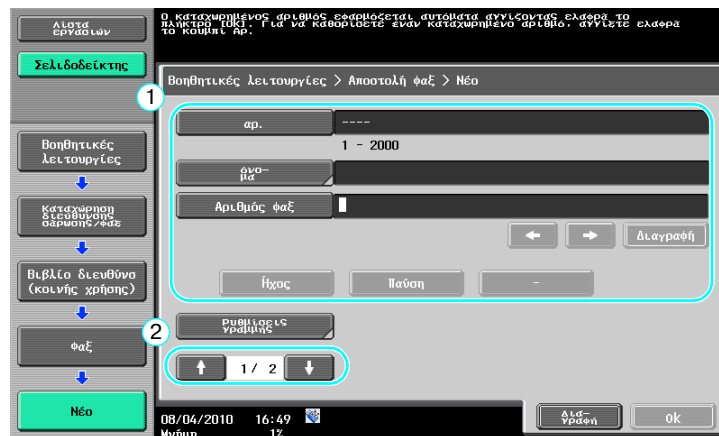 Λίστα
εργασιών
Ο καταχωρημένος αριθμός εφαρμόζεται αυτόματα αγγίζοντας ελαφρά το
πλήκτρο [OK]. Για να καθορίσετε έναν καταχωρημένο αριθμό, αγγίξτε ελαφρά
το κουμπί Αρ.
Σελιδοδείκτης
Βοηθητικές λειτουργίες > Αποστολή φαξ > Νέο
1
αρ.
----
1 - 2000
Βοηθητικές
λειτουργίες
όνο-
μα
Καταχώρηση
διεύθυνσης
σάρωσης/φαξ
Αριθμός φαξ
Διαγραφή
Βιβλίο διευθύνσ
(κοινής χρήσης)
Ήχος
Παύση
-
2
Ρυθμίσεις
γραμμής
φαξ
1/ 2
Νέο
08/04/2010 16:49
Μνήμη 1%
Δια-
γραφή
ok